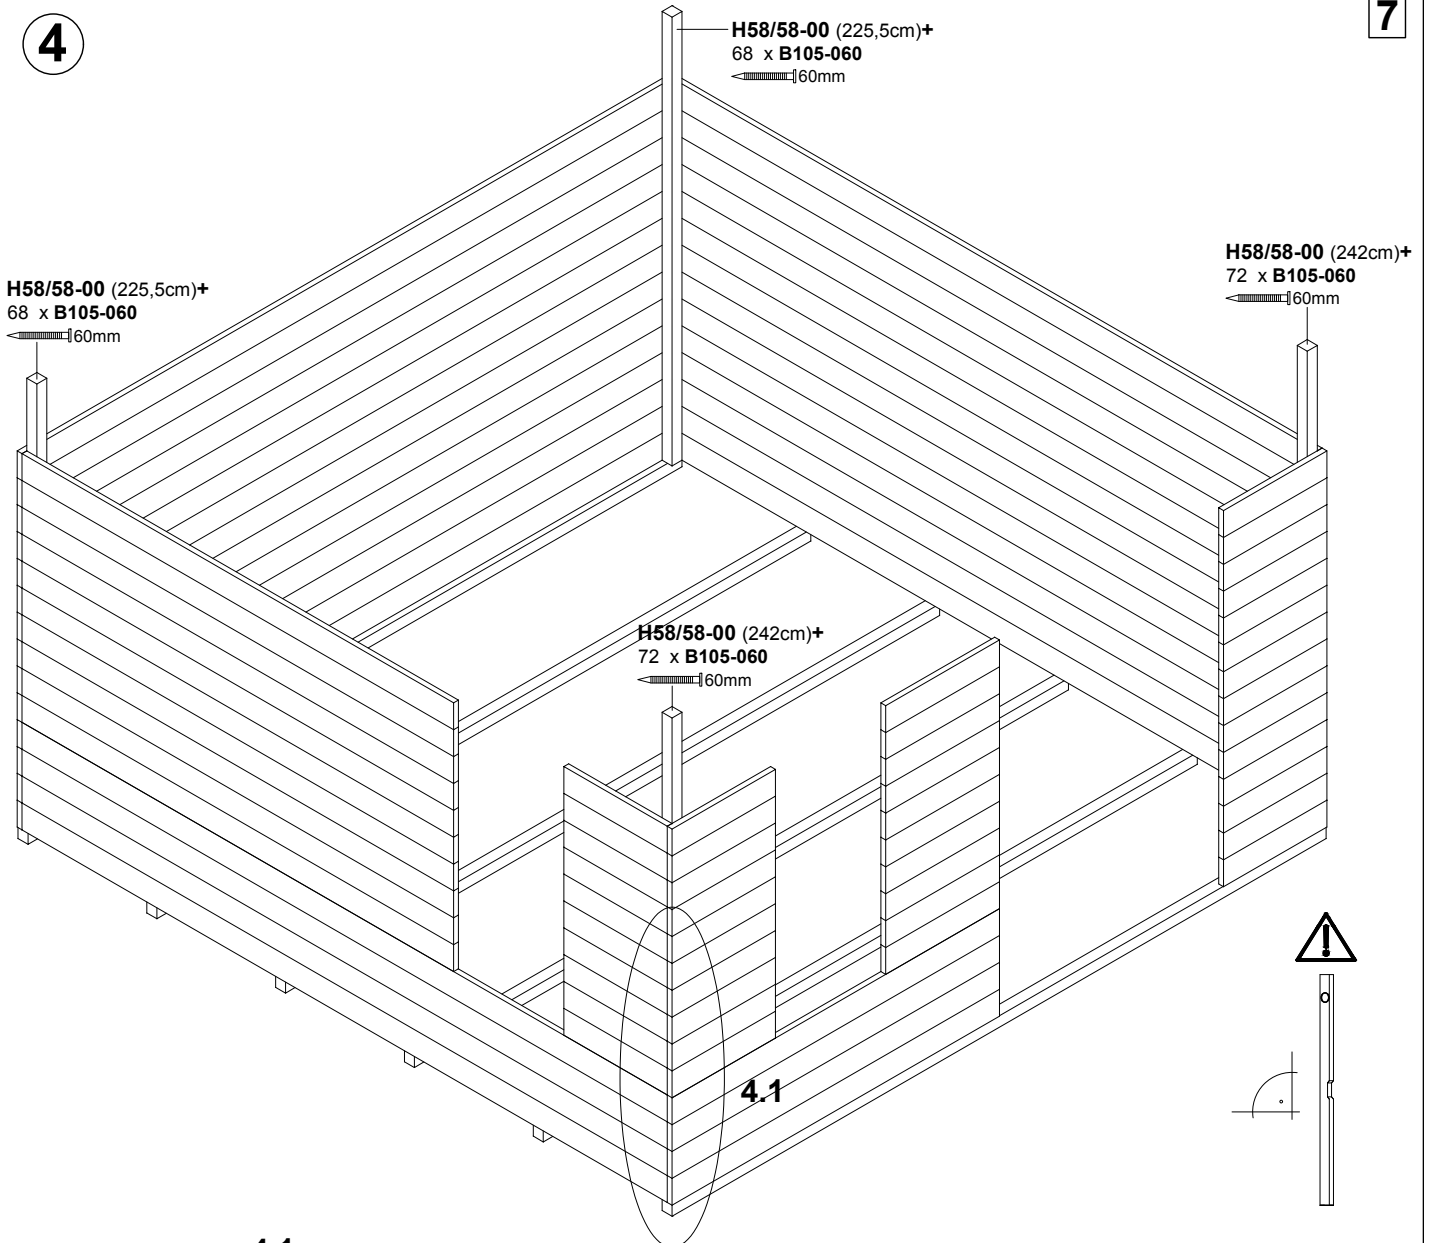 4
7
H58/58-00 (225,5cm)+
68 x B105-060
60mm
H58/58-00 (242cm)+
72 x B105-060
60mm
H58/58-00 (225,5cm)+
68 x B105-060
60mm
H58/58-00 (242cm)+
72 x B105-060
60mm
4.1
4.1